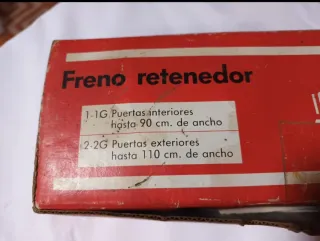 Freno retenedor
1-1G Puertas interiores
hasta 90 cm. de ancho
2-2G Puertas exteriores
hasta 110 cm. de ancho